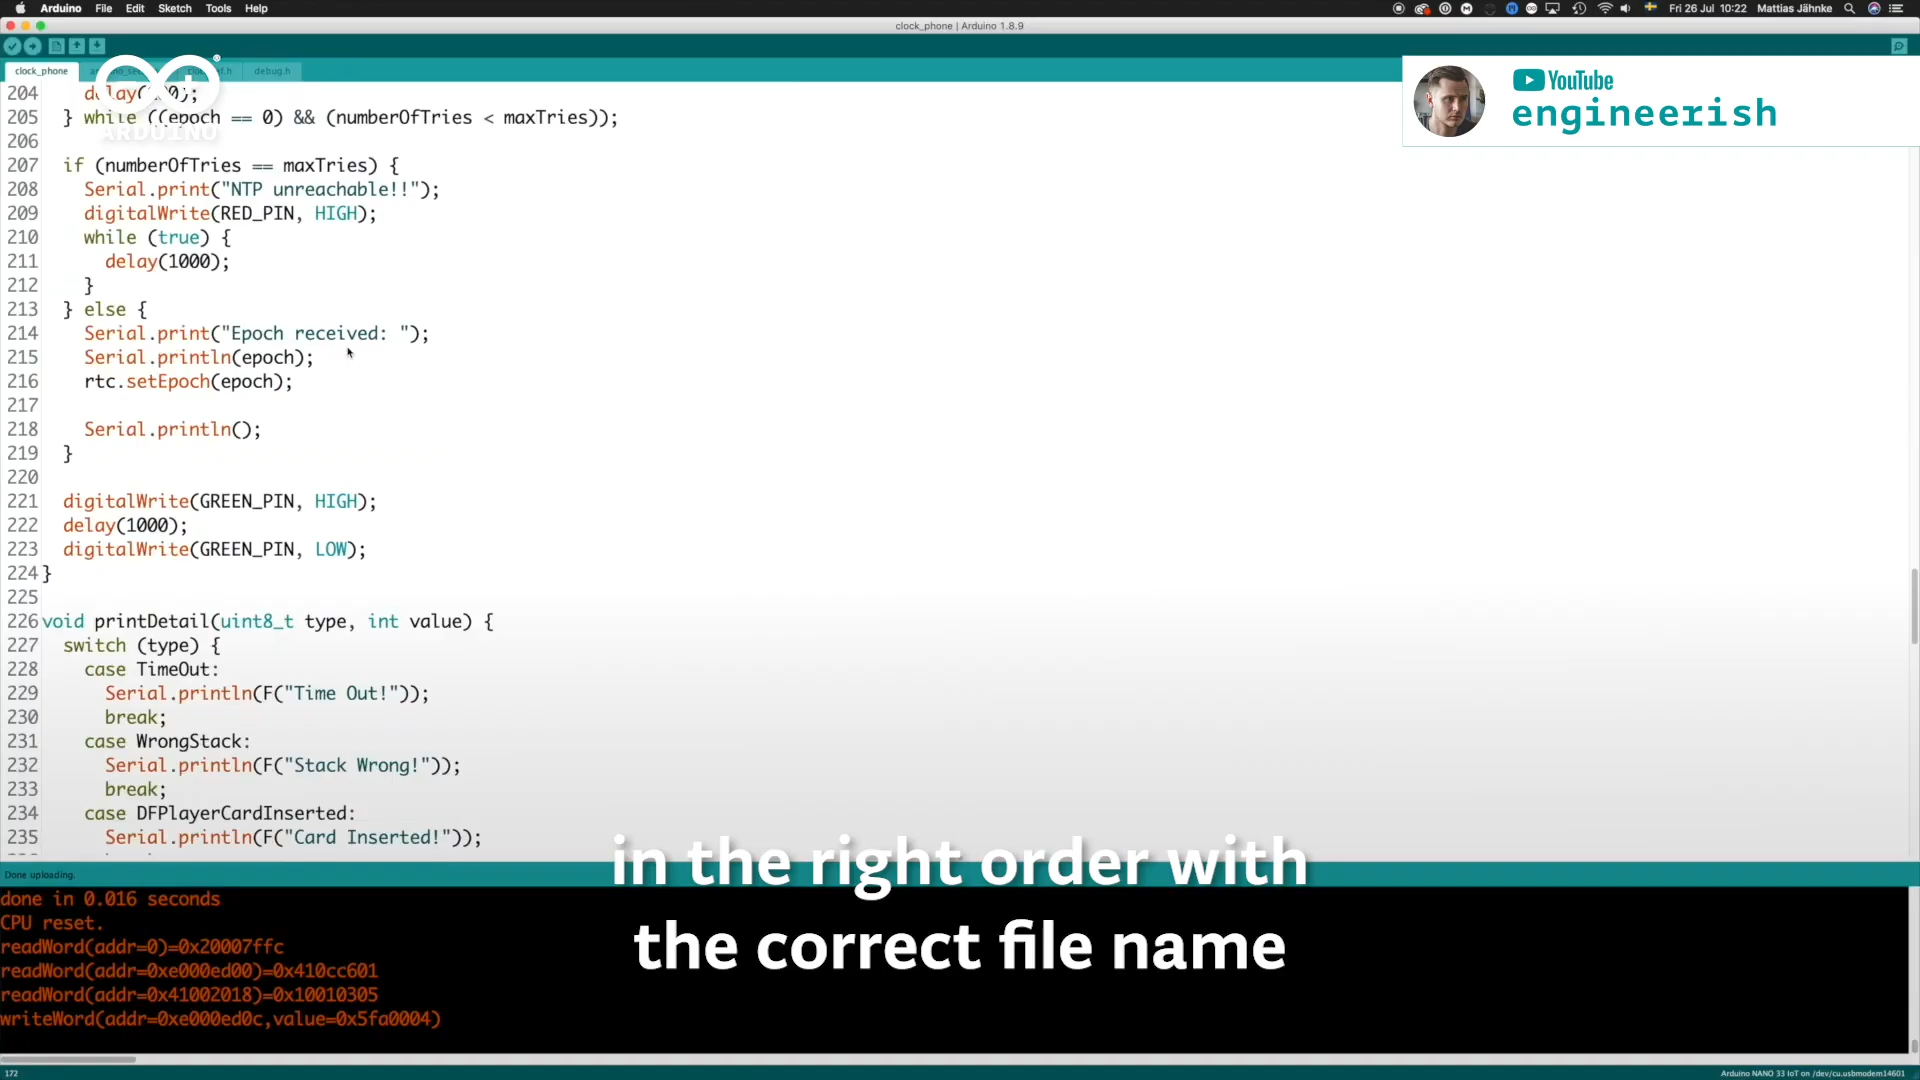 Arduino File Edit Sketch Tools Help
Fri 26 Jul 10:22 Mattias Jähnke
clock_phone | Arduino 1.8.9
clock_phone
debug.h
ARDUINO
YouTube
engineerish
204
205 } while ((epoch == 0) && (numberOfTries < maxTries));
206
207 if (numberOfTries == maxTries) {
208 Serial.print("NTP unreachable!!");
209 digitalWrite(RED_PIN, HIGH);
210 while (true) {
211 delay(1000);
212 }
213 } else {
214 Serial.print("Epoch received: ");
215 Serial.println(epoch);
216 rtc.setEpoch(epoch);
217
218 Serial.println();
219 }
220
221 digitalWrite(GREEN_PIN, HIGH);
222 delay(1000);
223 digitalWrite(GREEN_PIN, LOW);
224 }
225
226 void printDetail(uint8_t type, int value) {
227 switch (type) {
228 case TimeOut:
229 Serial.println(F("Time Out!"));
230 break;
231 case WrongStack:
232 Serial.println(F("Stack Wrong!"));
233 break;
234 case DFPlayerCardInserted:
235 Serial.println(F("Card Inserted!"));
in the right order with
the correct file name
Done uploading.
done in 0.016 seconds
CPU reset.
readWord(addr=0)=0x20007ffc
readWord(addr=0xe000ed00)=0x410cc601
readWord(addr=0x41002018)=0x10010305
writeWord(addr=0xe000ed0c,value=0x5fa0004)
172
Arduino NANO 33 IoT on /dev/cu.usbmodem14601